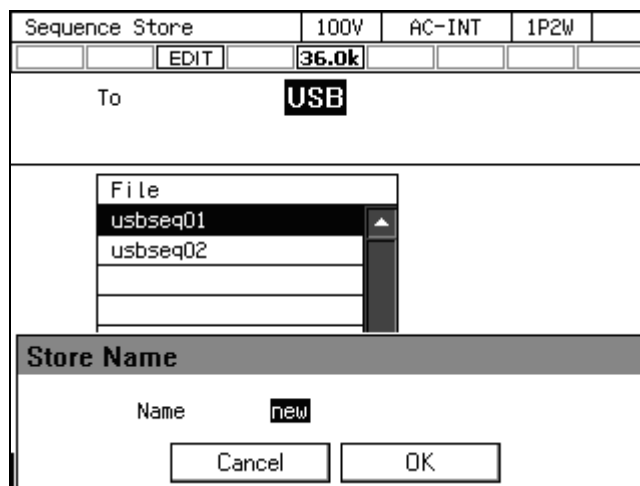 Sequence Store 100V AC-INT 1P2W
EDIT 36.0k
To USB
File
usbseq01
usbseq02
Store Name
Name new
Cancel OK